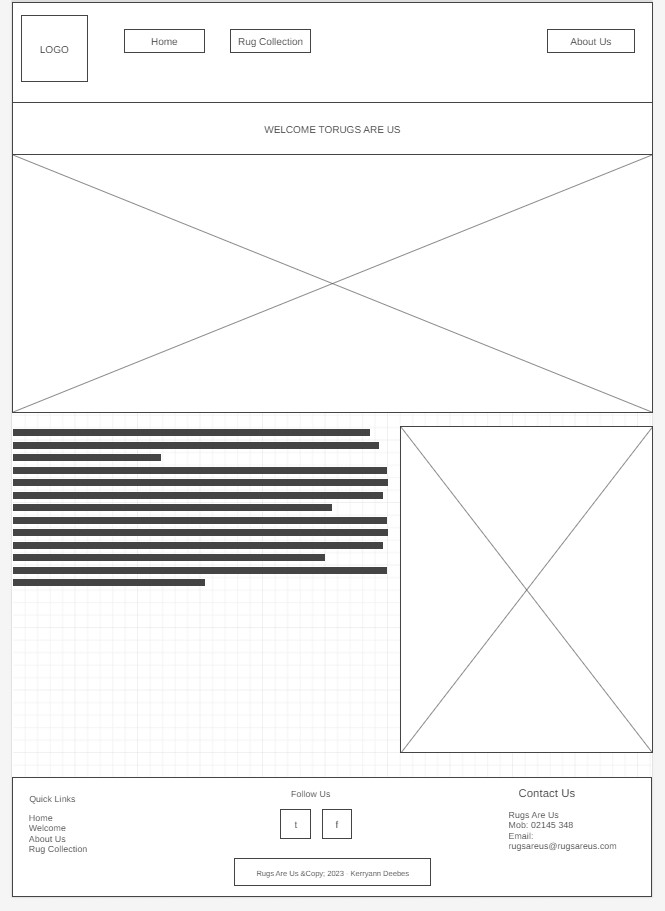 LOGO
Home
Rug Collection
About Us
WELCOME TORUGS ARE US
Quick Links
Home
Welcome
About Us
Rug Collection
Follow Us
t
f
Rugs Are Us &Copy; 2023 · Kerryann Deebes
Contact Us
Rugs Are Us
Mob: 02145 348
Email:
rugsareus@rugsareus.com